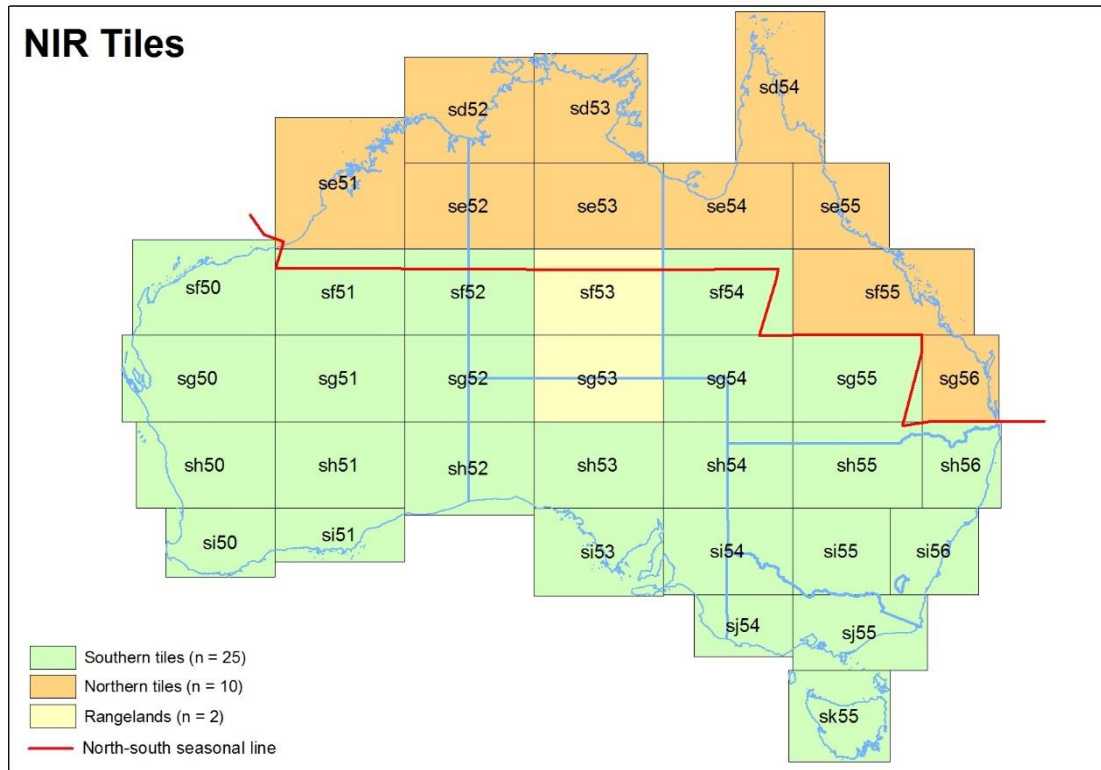 NIR Tiles
sd54
sd52
sd53
se51
se52
se53
se54
se55
sf50
sf51
sf52
sf53
sf54
sf55
sg50
sg51
sg52
sg53
sg54
sg55
sg56
sh50
sh51
sh52
sh53
sh54
sh55
sh56
si50
si51
si53
si54
si55
si56
sj54
sj55
sk55
Southern tiles (n = 25)
Northern tiles (n = 10)
Rangelands (n = 2)
North-south seasonal line